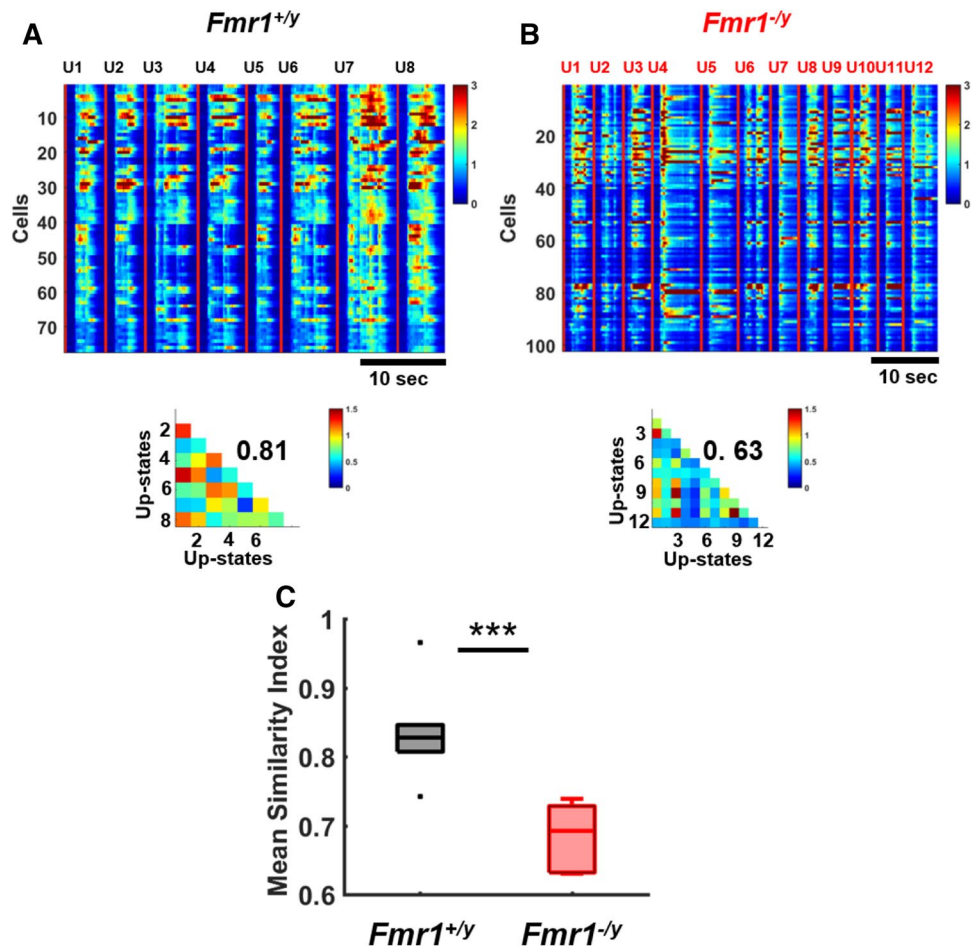 Fmr1+/y
Fmr1-/y
A
B
U1 U2 U3 U4 U5 U6 U7 U8
U1 U2 U3 U4 U5 U6 U7 U8 U9 U10 U11 U12
3
2
1
0
3
2
1
0
10
20
30
40
50
60
70
Cells
20
40
60
80
100
Cells
10 sec
10 sec
2
4
6
8
Up-states
0.81
1.5
1
0.5
0
2 4 6
Up-states
3
6
9
12
Up-states
0. 63
1.5
1
0.5
0
3 6 9 12
Up-states
C
1
0.9
0.8
0.7
0.6
Mean Similarity Index
***
Fmr1+/y
Fmr1-/y